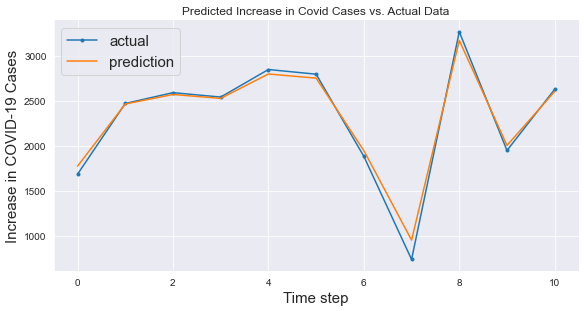 Predicted Increase in Covid Cases vs. Actual Data
actual
prediction
Increase in COVID-19 Cases
3000
2500
2000
1500
1000
0 2 4 6 8 10
Time step